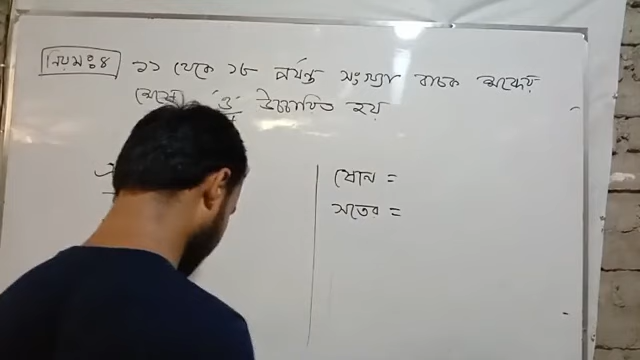 নিয়মঃ ৪
১১ থেকে ১৮ পর্যন্ত সংখ্যা বাচক শব্দের
শেষে 'ও' উচ্চারিত হয়
ষোল =
সতের =